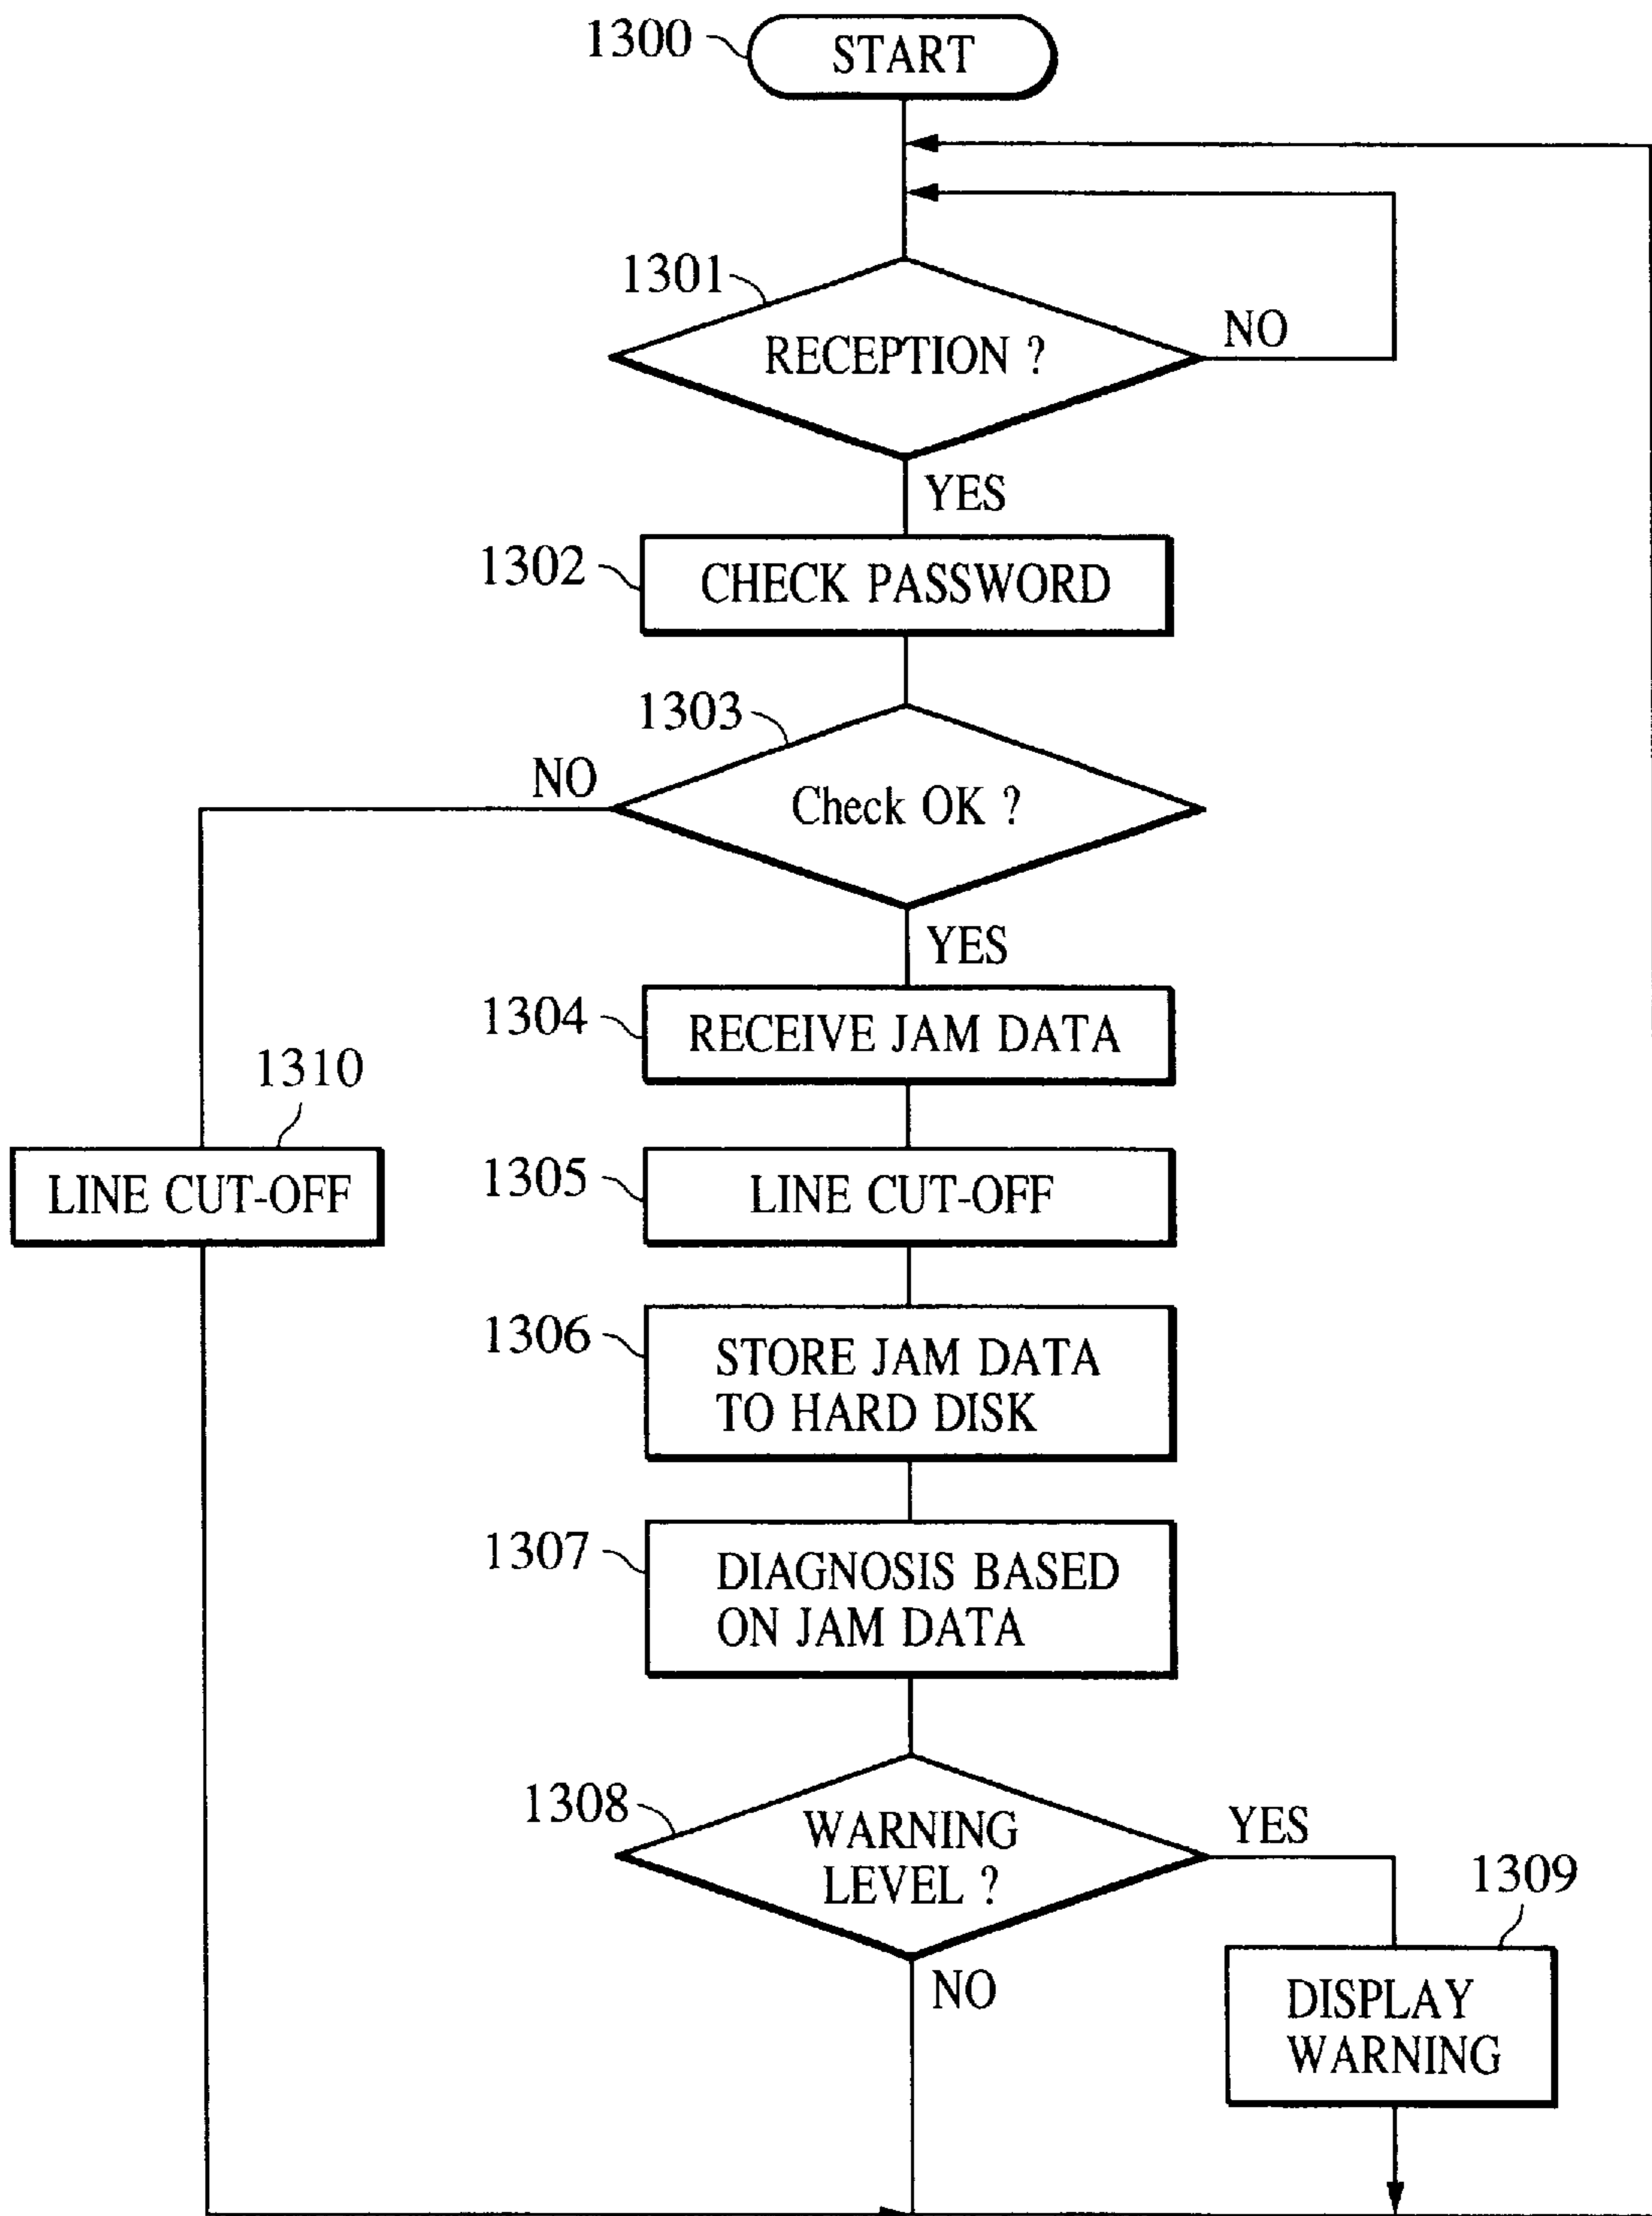 1300
START
1301
RECEPTION ?
NO
YES
1302
CHECK PASSWORD
1303
NO
Check OK ?
YES
1304
RECEIVE JAM DATA
1310
LINE CUT-OFF
1305
LINE CUT-OFF
1306
STORE JAM DATA
TO HARD DISK
1307
DIAGNOSIS BASED
ON JAM DATA
1308
WARNING
LEVEL ?
YES
NO
1309
DISPLAY
WARNING